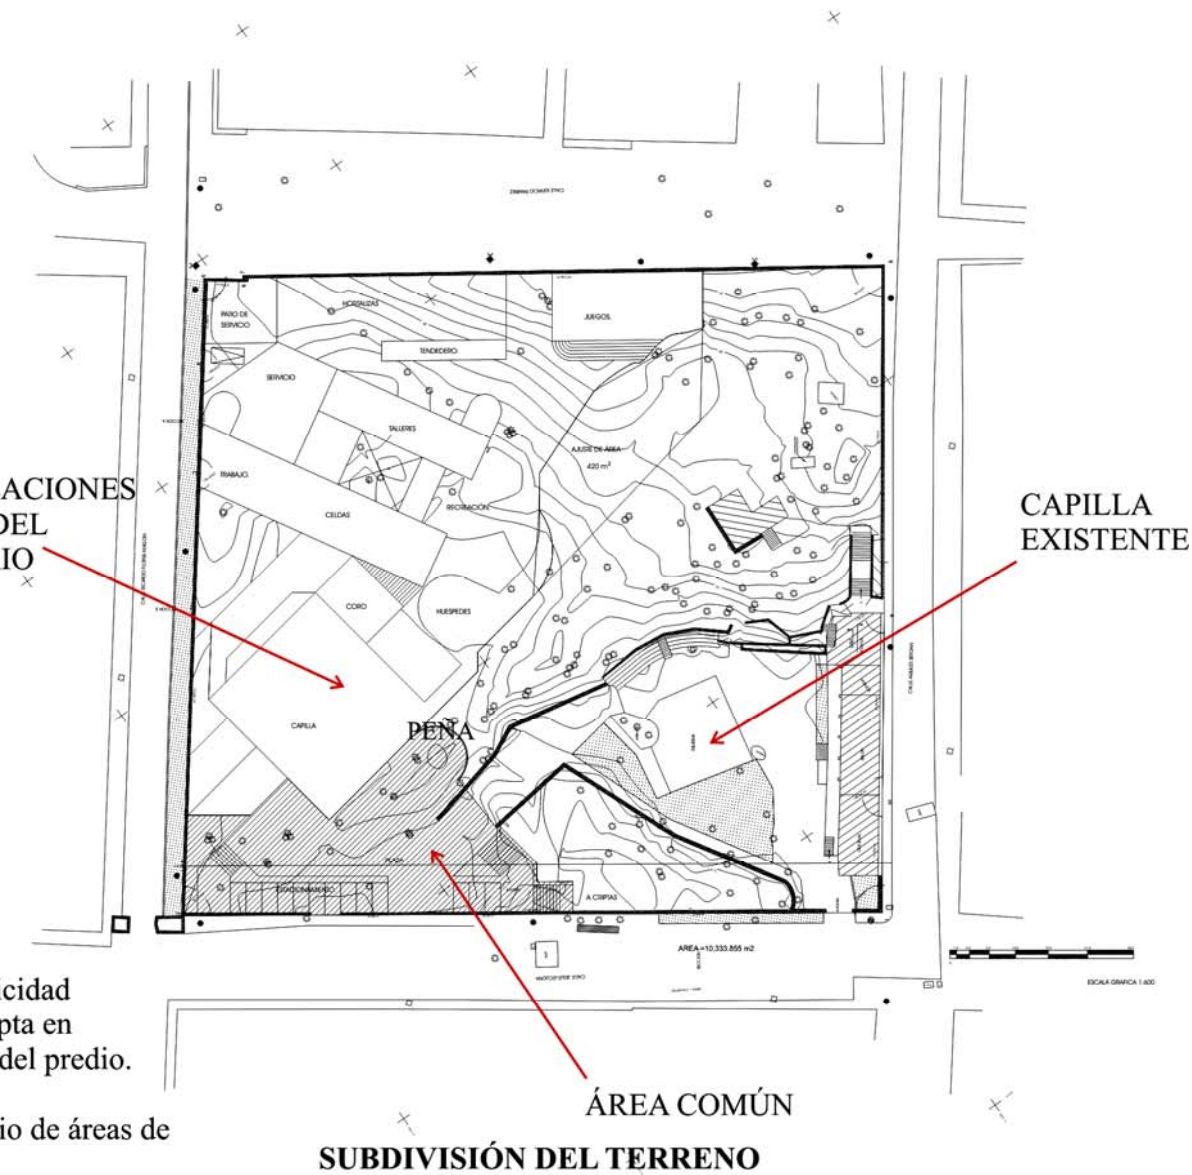 PATIO DE
SERVICIO
HORTALIZAS
JUEGOS.
TENDEDERO.
SERVICIO
TALLERES
AJUSTE DE ÁREA
420 m²
TRABAJO.
CELDAS
RECREACIÓN.
ACIONES
DEL
IO
CAPILLA
EXISTENTE
CORO
HUESPEDES
CAPILLA
PEÑA
PLAZA
ESTACIONAMIENTO
A CRIPTAS
AREA =10,333.855 m2
ESCALA GRAFICA 1:600
icidad
pta en
del predio.
io de áreas de
ÁREA COMÚN
SUBDIVISIÓN DEL TERRENO